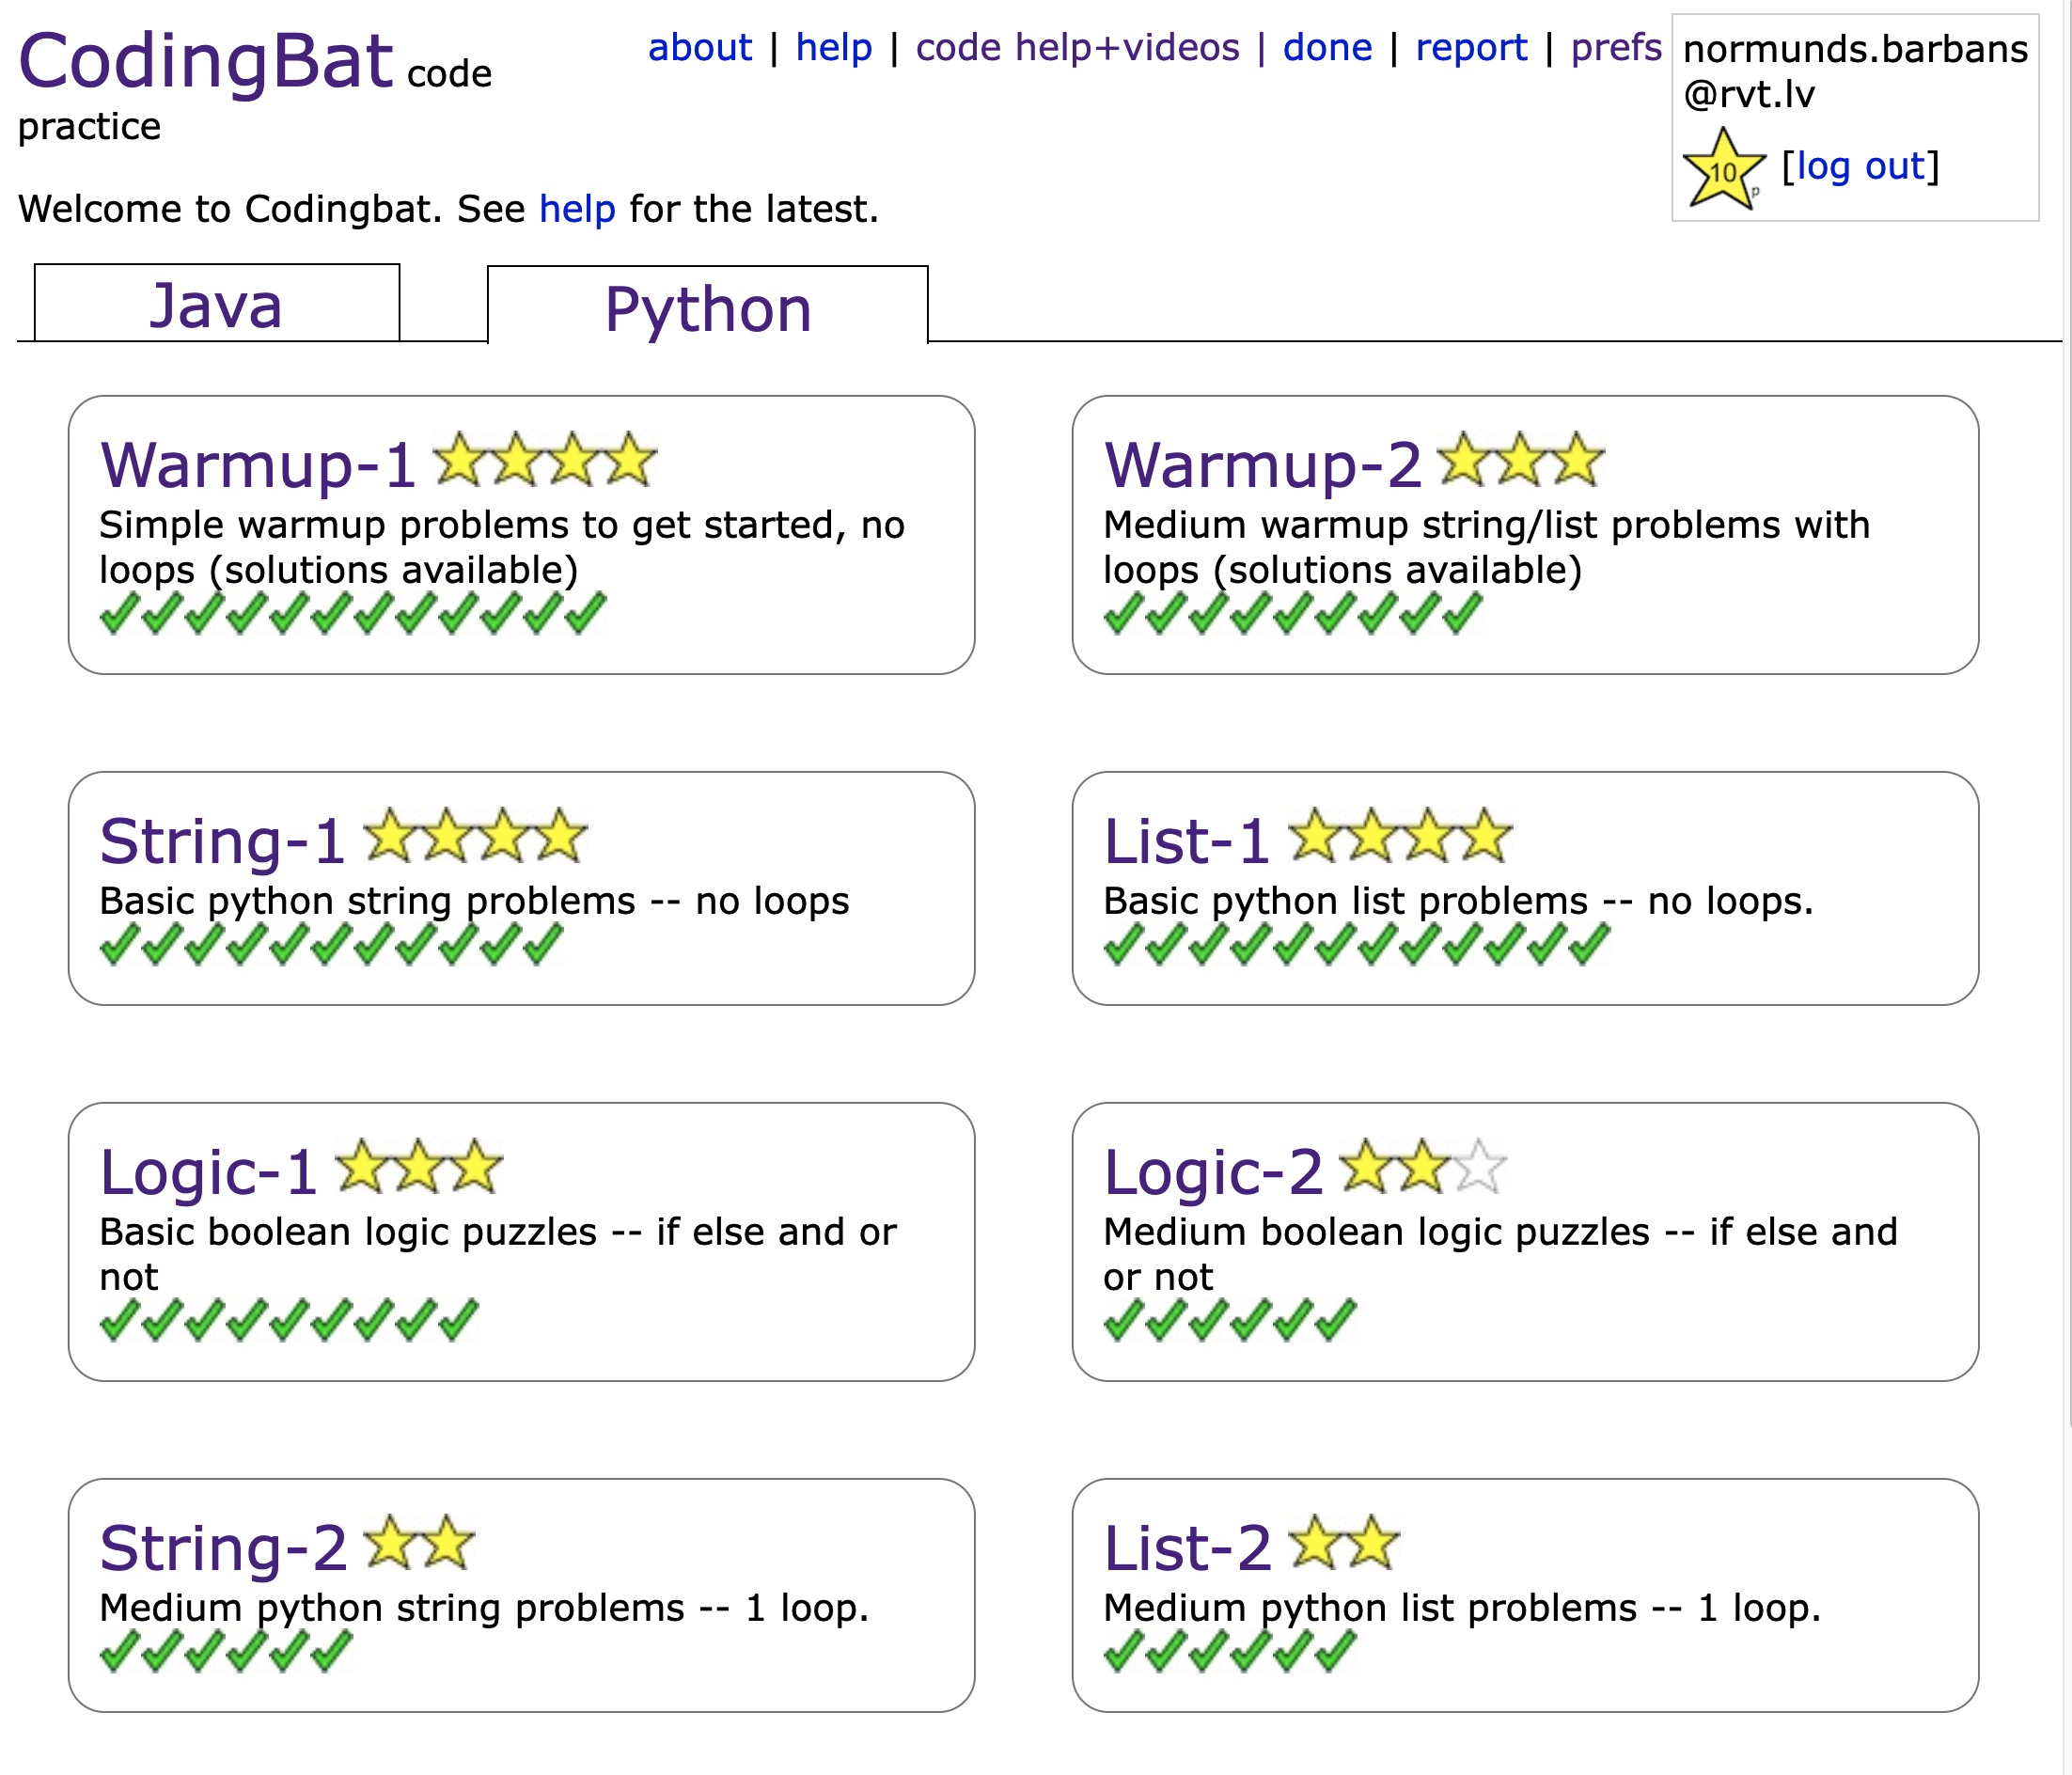 CodingBat code
practice
about | help | code help+videos | done | report | prefs
normunds.barbans
@rvt.lv
10
p
[log out]
Welcome to Codingbat. See help for the latest.
Java
Python
Warmup-1
Simple warmup problems to get started, no
loops (solutions available)
Warmup-2
Medium warmup string/list problems with
loops (solutions available)
String-1
Basic python string problems -- no loops
List-1
Basic python list problems -- no loops.
Logic-1
Basic boolean logic puzzles -- if else and or
not
Logic-2
Medium boolean logic puzzles -- if else and
or not
String-2
Medium python string problems -- 1 loop.
List-2
Medium python list problems -- 1 loop.